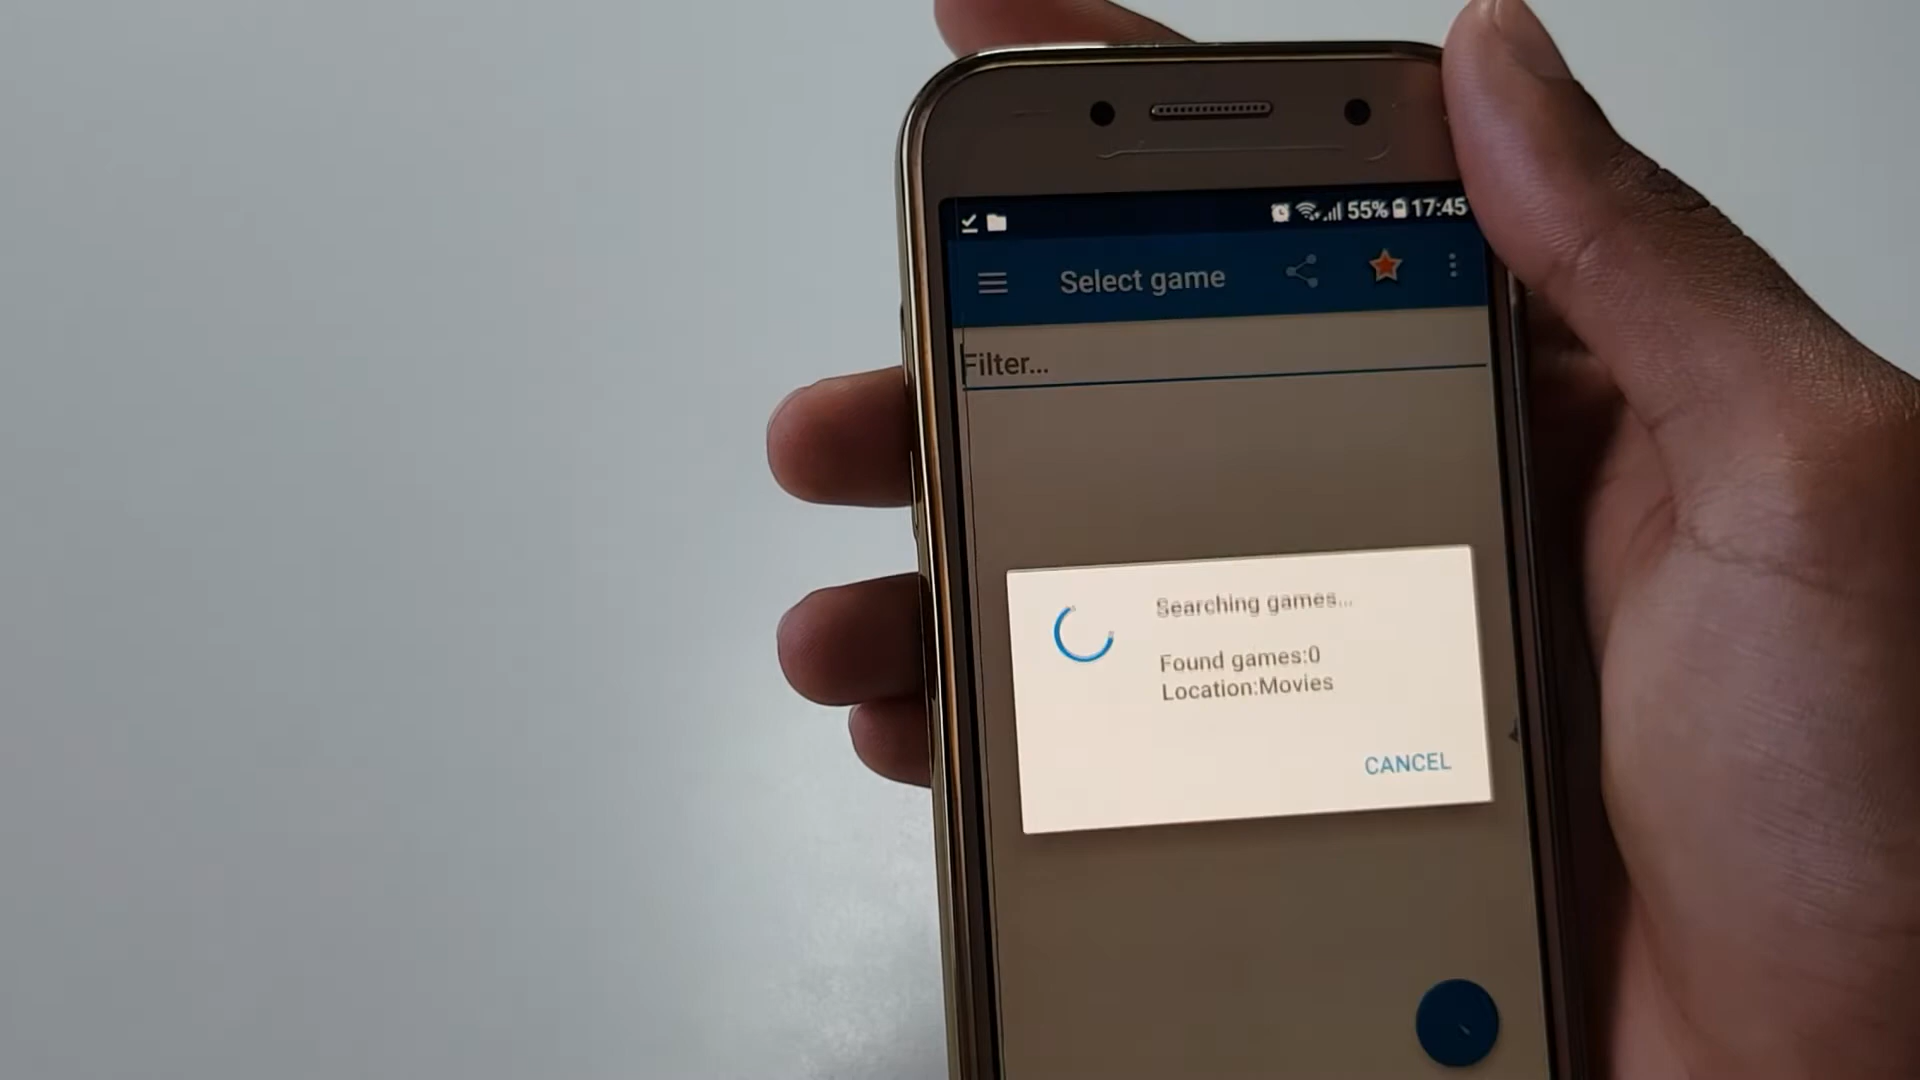 55% 17:45
Select game
Filter...
Searching games...
Found games:0
Location:Movies
CANCEL